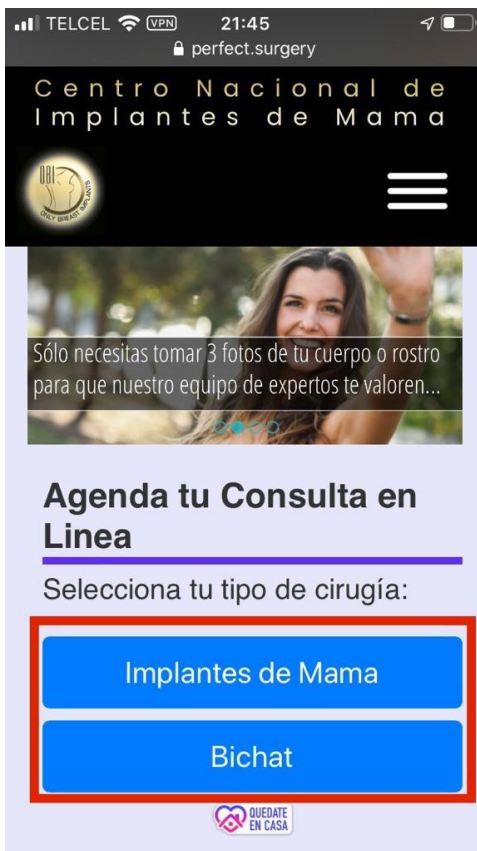 TELCEL VPN 21:45
perfect.surgery
Centro Nacional de
Implantes de Mama
OBI
ONLY BREAST IMPLANTS
Sólo necesitas tomar 3 fotos de tu cuerpo o rostro
para que nuestro equipo de expertos te valoren...
Agenda tu Consulta en
Linea
Selecciona tu tipo de cirugía:
Implantes de Mama
Bichat
QUEDATE
EN CASA